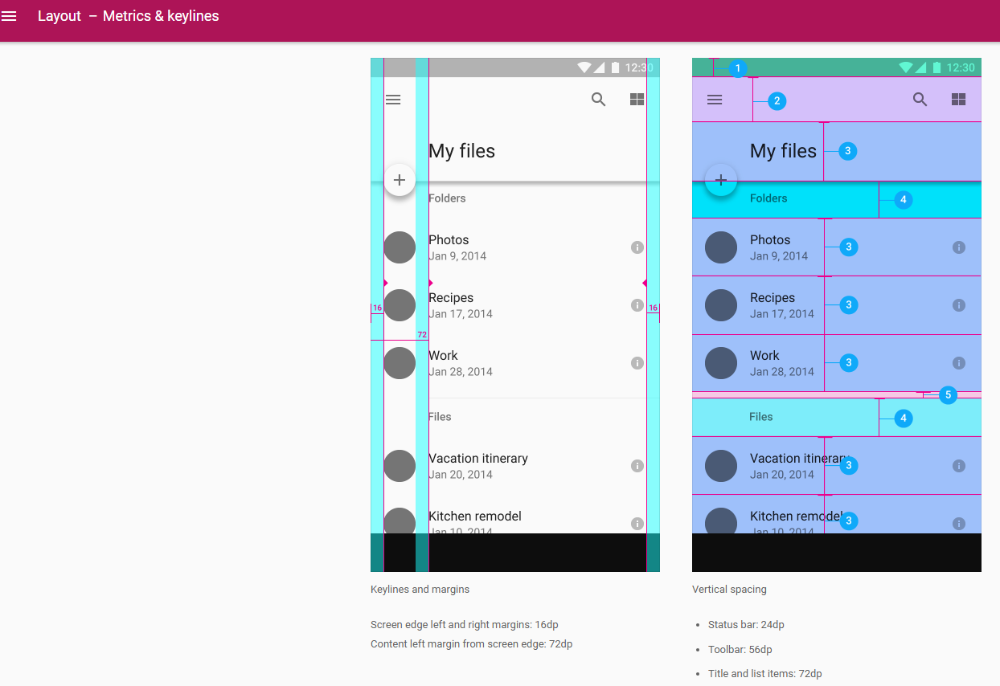 Layout – Metrics & keylines
12:30
My files
Folders
Photos
Jan 9, 2014
Recipes
Jan 17, 2014
16
16
72
Work
Jan 28, 2014
Files
Vacation itinerary
Jan 20, 2014
Kitchen remodel
Jan 10, 2014
Keylines and margins
Screen edge left and right margins: 16dp
Content left margin from screen edge: 72dp
12:30
1
2
My files
3
Folders
4
Photos
Jan 9, 2014
3
Recipes
Jan 17, 2014
3
Work
Jan 28, 2014
3
5
Files
4
Vacation itinerary
Jan 20, 2014
3
Kitchen remodel
Jan 10, 2014
3
Vertical spacing
• Status bar: 24dp
• Toolbar: 56dp
• Title and list items: 72dp